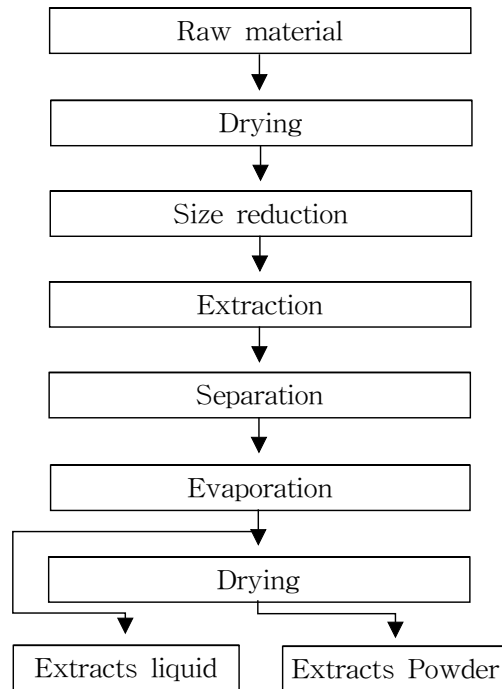 Raw material
Drying
Size reduction
Extraction
Separation
Evaporation
Drying
Extracts liquid
Extracts Powder